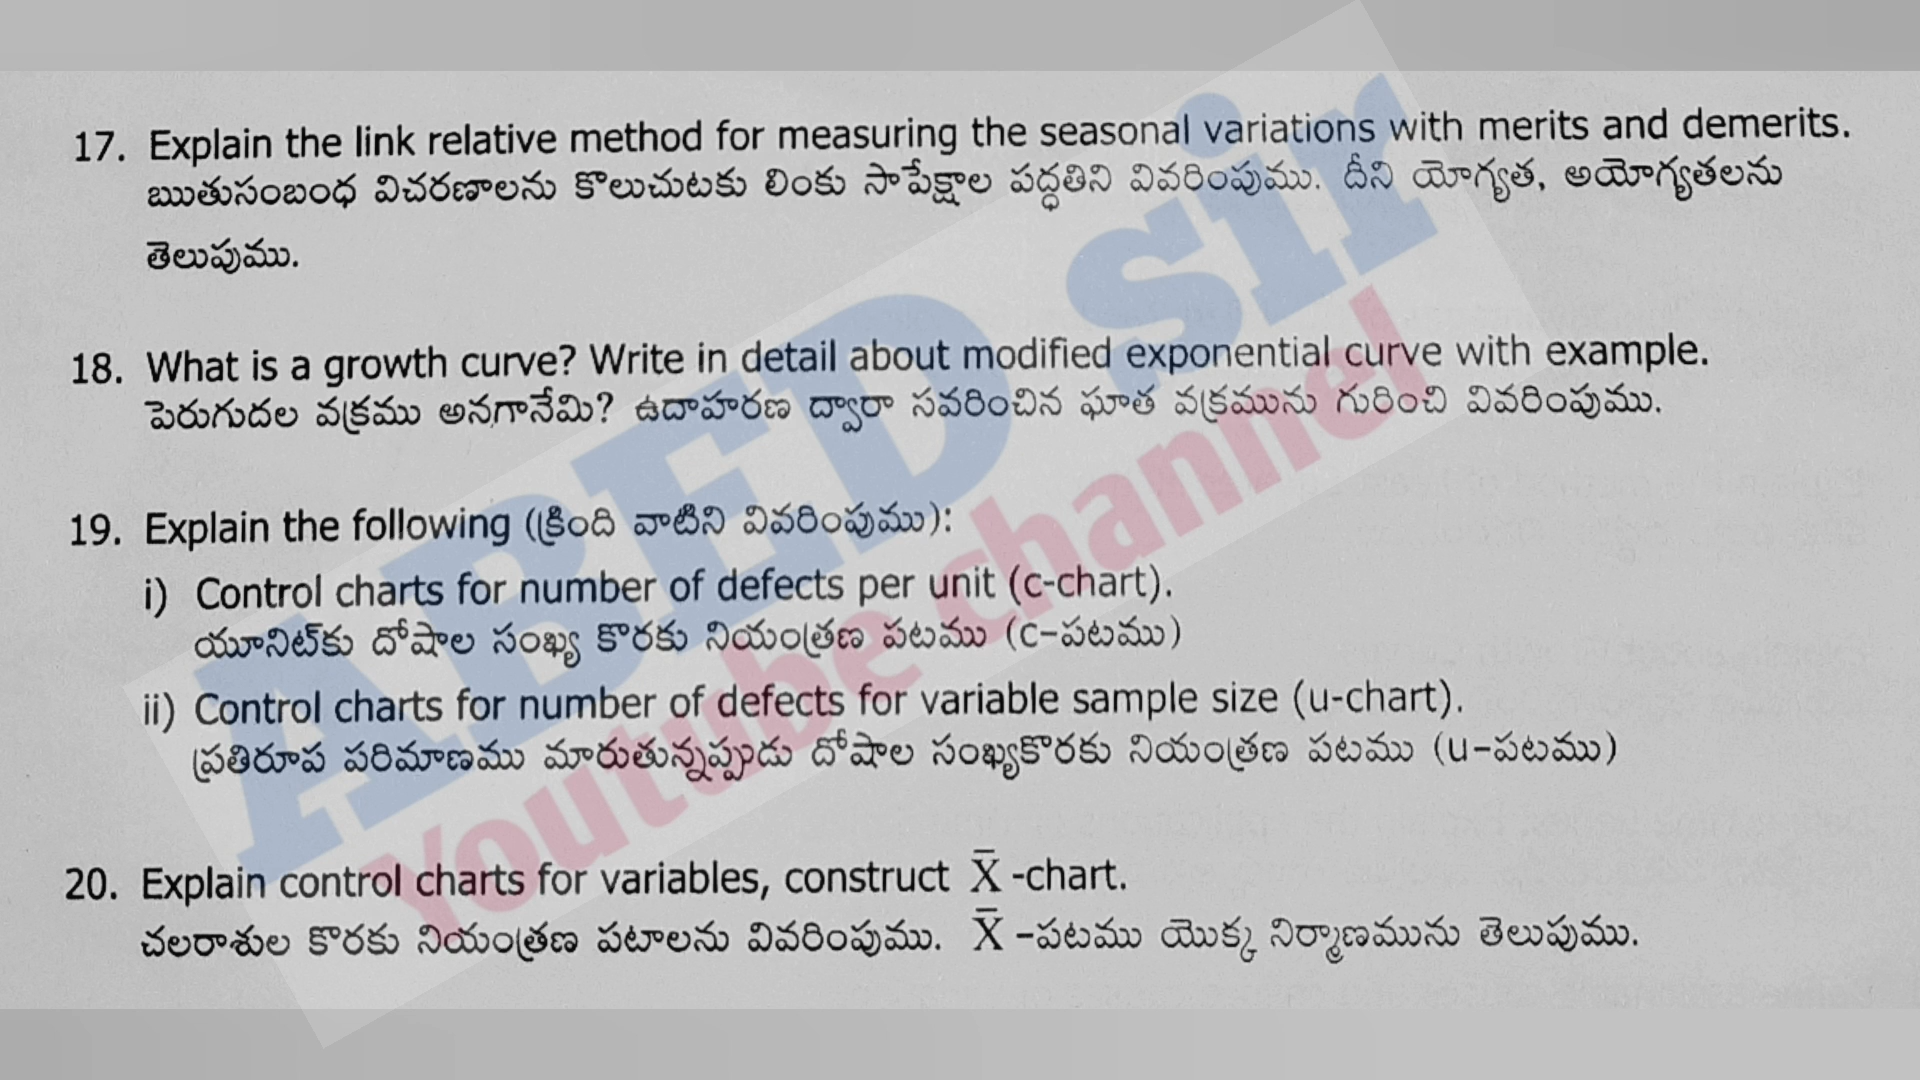 17. Explain the link relative method for measuring the seasonal variations with merits and demerits.
ఋతుసంబంధ విచరణాలను కొలుచుటకు లింకు సాపేక్షాల పద్ధతిని వివరింపుము. దీని యోగ్యత, అయోగ్యతలను
తెలుపుము.
18. What is a growth curve? Write in detail about modified exponential curve with example.
పెరుగుదల వక్రము అనగానేమి? ఉదాహరణ ద్వారా సవరించిన ఘాత వక్రమును గురించి వివరింపుము.
19. Explain the following (క్రింది వాటిని వివరింపుము):
i) Control charts for number of defects per unit (c-chart).
యూనిట్‌కు దోషాల సంఖ్య కొరకు నియంత్రణ పటము (c-పటము)
ii) Control charts for number of defects for variable sample size (u-chart).
ప్రతిరూప పరిమాణము మారుతున్నప్పుడు దోషాల సంఖ్యకొరకు నియంత్రణ పటము (u-పటము)
20. Explain control charts for variables, construct X̄ -chart.
చలరాశుల కొరకు నియంత్రణ పటాలను వివరింపుము. X̄ -పటము యొక్క నిర్మాణమును తెలుపుము.
ABED sir
Youtube channel